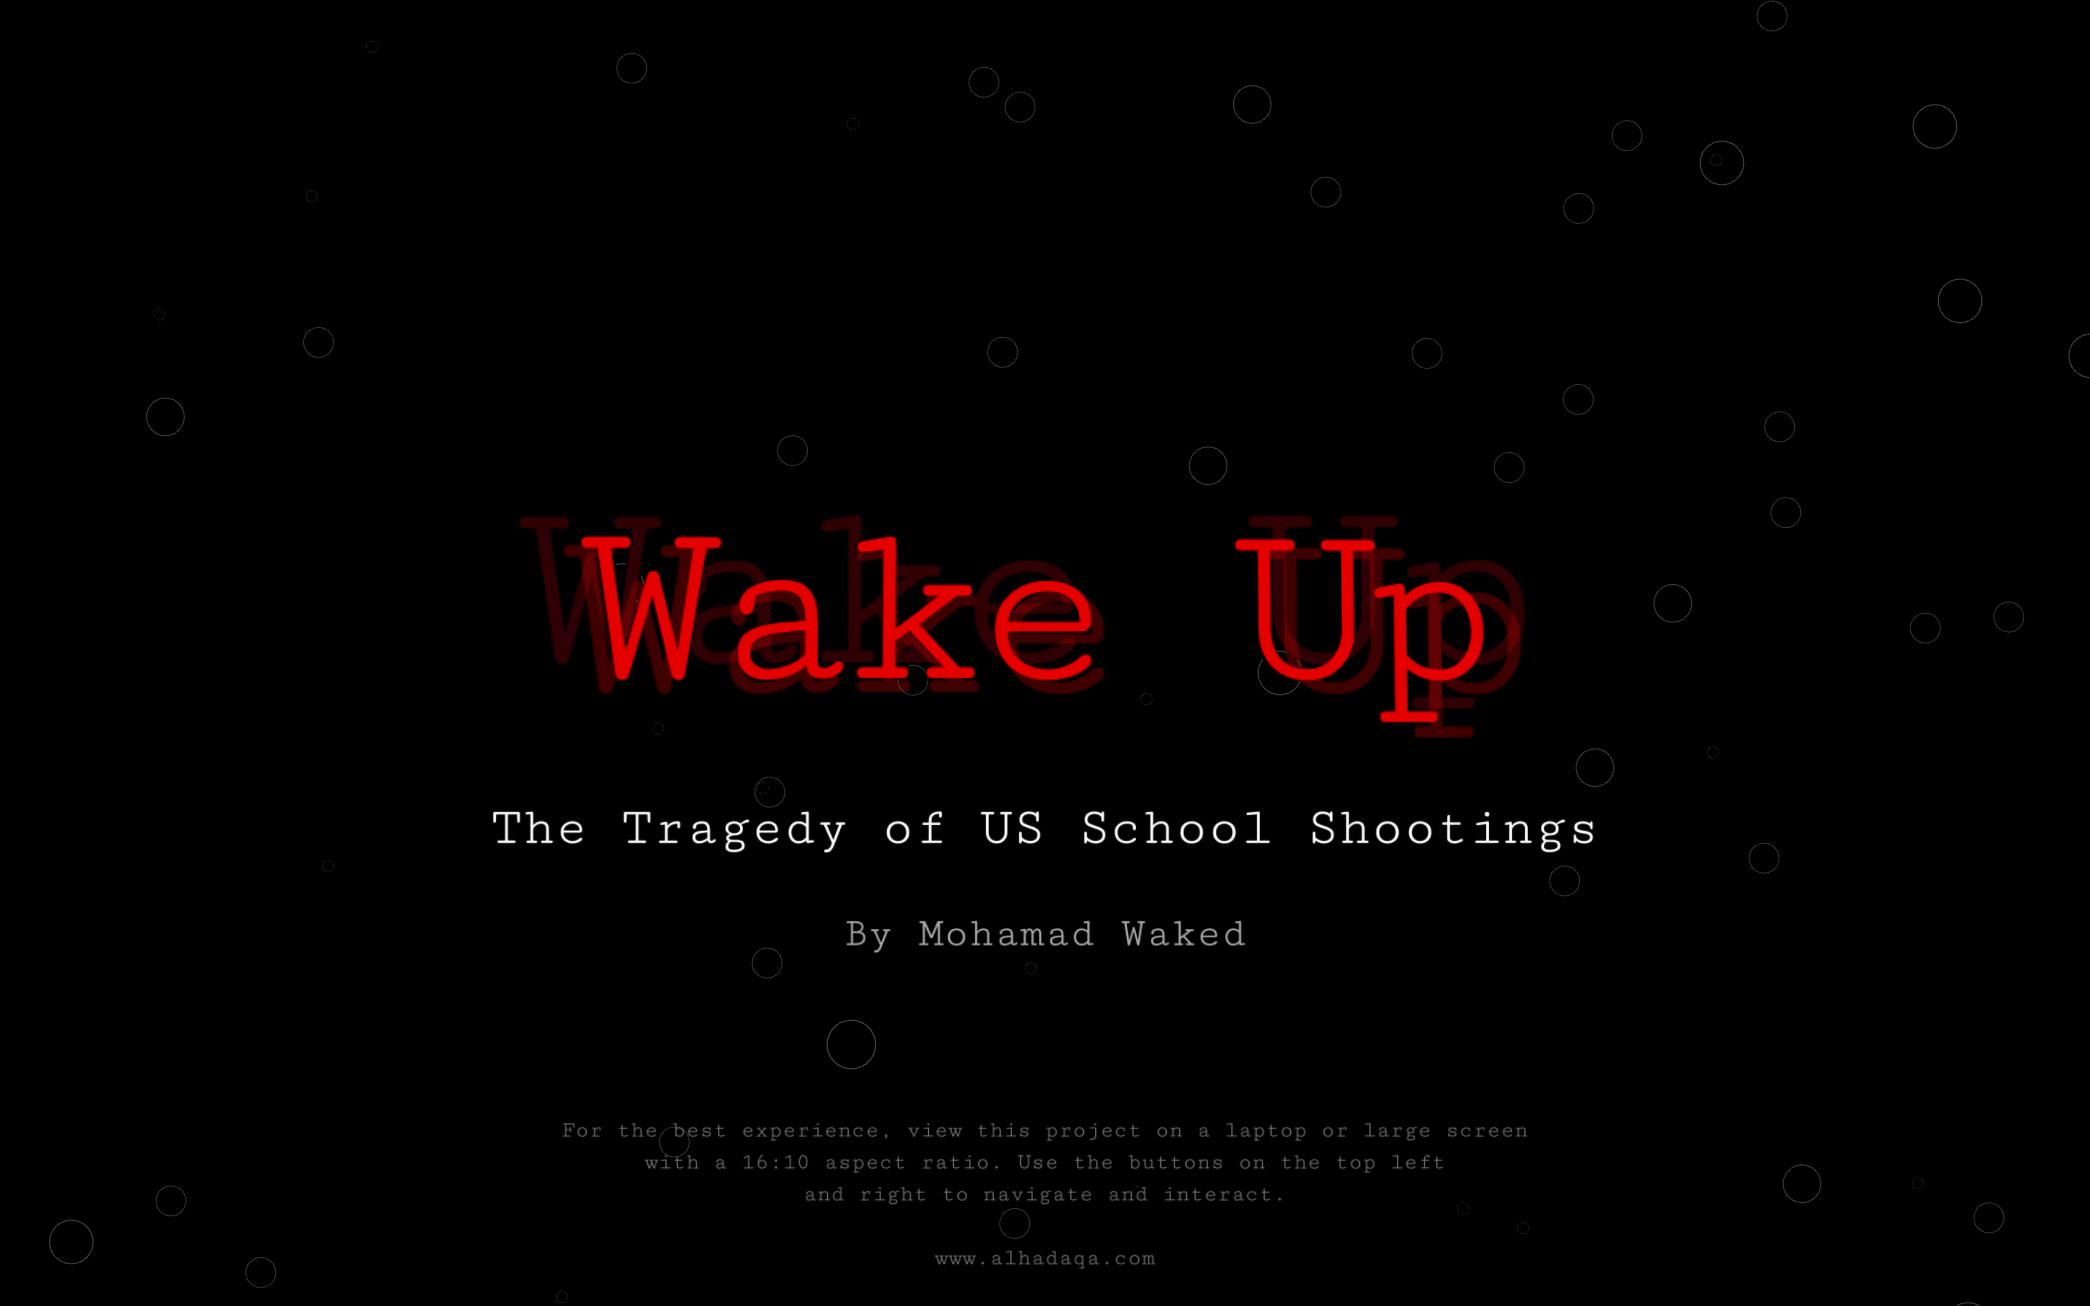 Wake Up
The Tragedy of US School Shootings
By Mohamad Waked
For the best experience, view this project on a laptop or large screen
with a 16:10 aspect ratio. Use the buttons on the top left
and right to navigate and interact.
www.alhadaqa.com